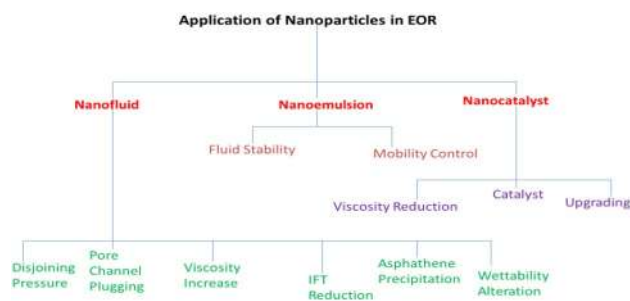 Application of Nanoparticles in EOR
Nanofluid
Nanoemulsion
Nanocatalyst
Fluid Stability
Mobility Control
Viscosity Reduction
Catalyst
Upgrading
Disjoining
Pressure
Pore
Channel
Plugging
Viscosity
Increase
IFT
Reduction
Asphathene
Precipitation
Wettability
Alteration